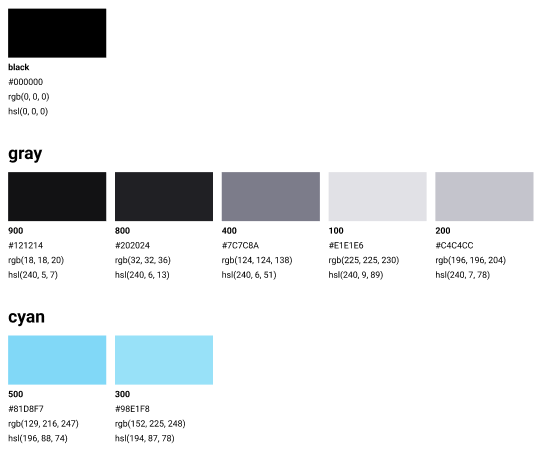 black
#000000
rgb(0, 0, 0)
hsl(0, 0, 0)
gray
900
#121214
rgb(18, 18, 20)
hsl(240, 5, 7)
800
#202024
rgb(32, 32, 36)
hsl(240, 6, 13)
400
#7C7C8A
rgb(124, 124, 138)
hsl(240, 6, 51)
100
#E1E1E6
rgb(225, 225, 230)
hsl(240, 9, 89)
200
#C4C4CC
rgb(196, 196, 204)
hsl(240, 7, 78)
cyan
500
#81D8F7
rgb(129, 216, 247)
hsl(196, 88, 74)
300
#98E1F8
rgb(152, 225, 248)
hsl(194, 87, 78)